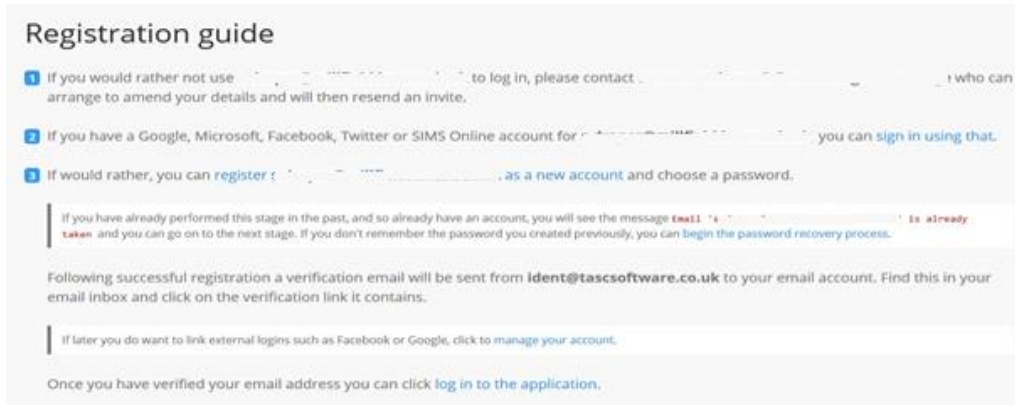 Registration guide
1 If you would rather not use to log in, please contact who can
arrange to amend your details and will then resend an invite.
2 If you have a Google, Microsoft, Facebook, Twitter or SIMS Online account for you can sign in using that.
3 If would rather, you can register as a new account and choose a password.
If you have already performed this stage in the past, and so already have an account, you will see the message Email ' ' is already
taken and you can go on to the next stage. If you don't remember the password you created previously, you can begin the password recovery process.
Following successful registration a verification email will be sent from ident@tascsoftware.co.uk to your email account. Find this in your
email inbox and click on the verification link it contains.
If later you do want to link external logins such as Facebook or Google, click to manage your account.
Once you have verified your email address you can click log in to the application.